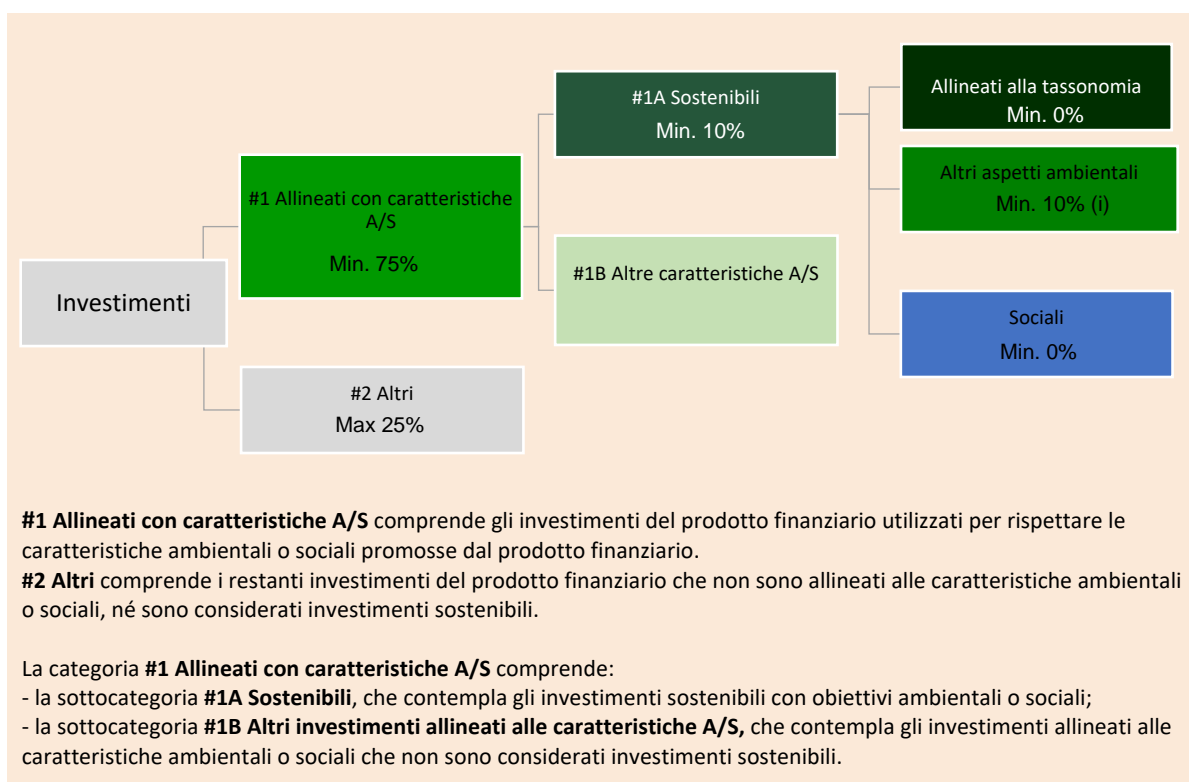 Investimenti
#1 Allineati con caratteristiche
A/S
Min. 75%
#2 Altri
Max 25%
#1A Sostenibili
Min. 10%
#1B Altre caratteristiche A/S
Allineati alla tassonomia
Min. 0%
Altri aspetti ambientali
Min. 10% (i)
Sociali
Min. 0%
#1 Allineati con caratteristiche A/S comprende gli investimenti del prodotto finanziario utilizzati per rispettare le
caratteristiche ambientali o sociali promosse dal prodotto finanziario.
#2 Altri comprende i restanti investimenti del prodotto finanziario che non sono allineati alle caratteristiche ambientali
o sociali, né sono considerati investimenti sostenibili.
La categoria #1 Allineati con caratteristiche A/S comprende:
- la sottocategoria #1A Sostenibili, che contempla gli investimenti sostenibili con obiettivi ambientali o sociali;
- la sottocategoria #1B Altri investimenti allineati alle caratteristiche A/S, che contempla gli investimenti allineati alle
caratteristiche ambientali o sociali che non sono considerati investimenti sostenibili.